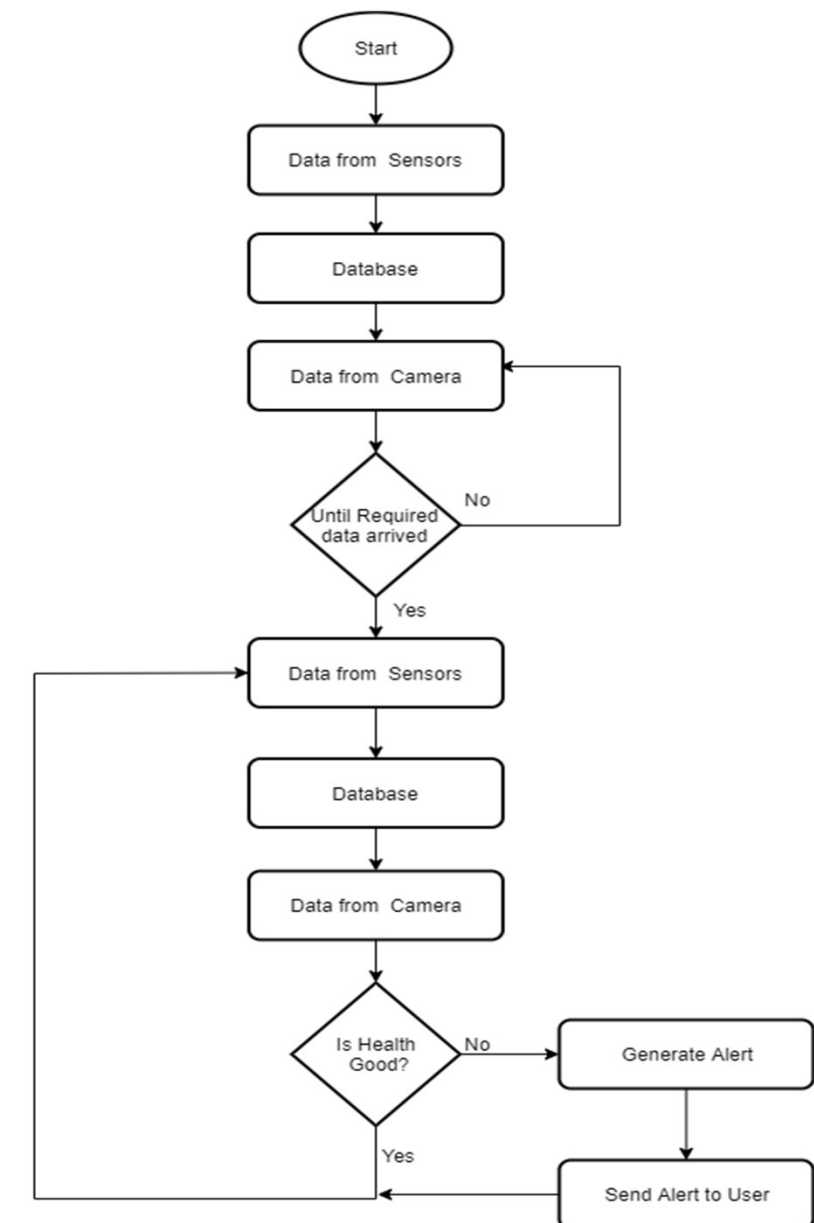 Start
Data from Sensors
Database
Data from Camera
No
Until Required
data arrived
Yes
Data from Sensors
Database
Data from Camera
Is Health
Good?
No
Generate Alert
Yes
Send Alert to User